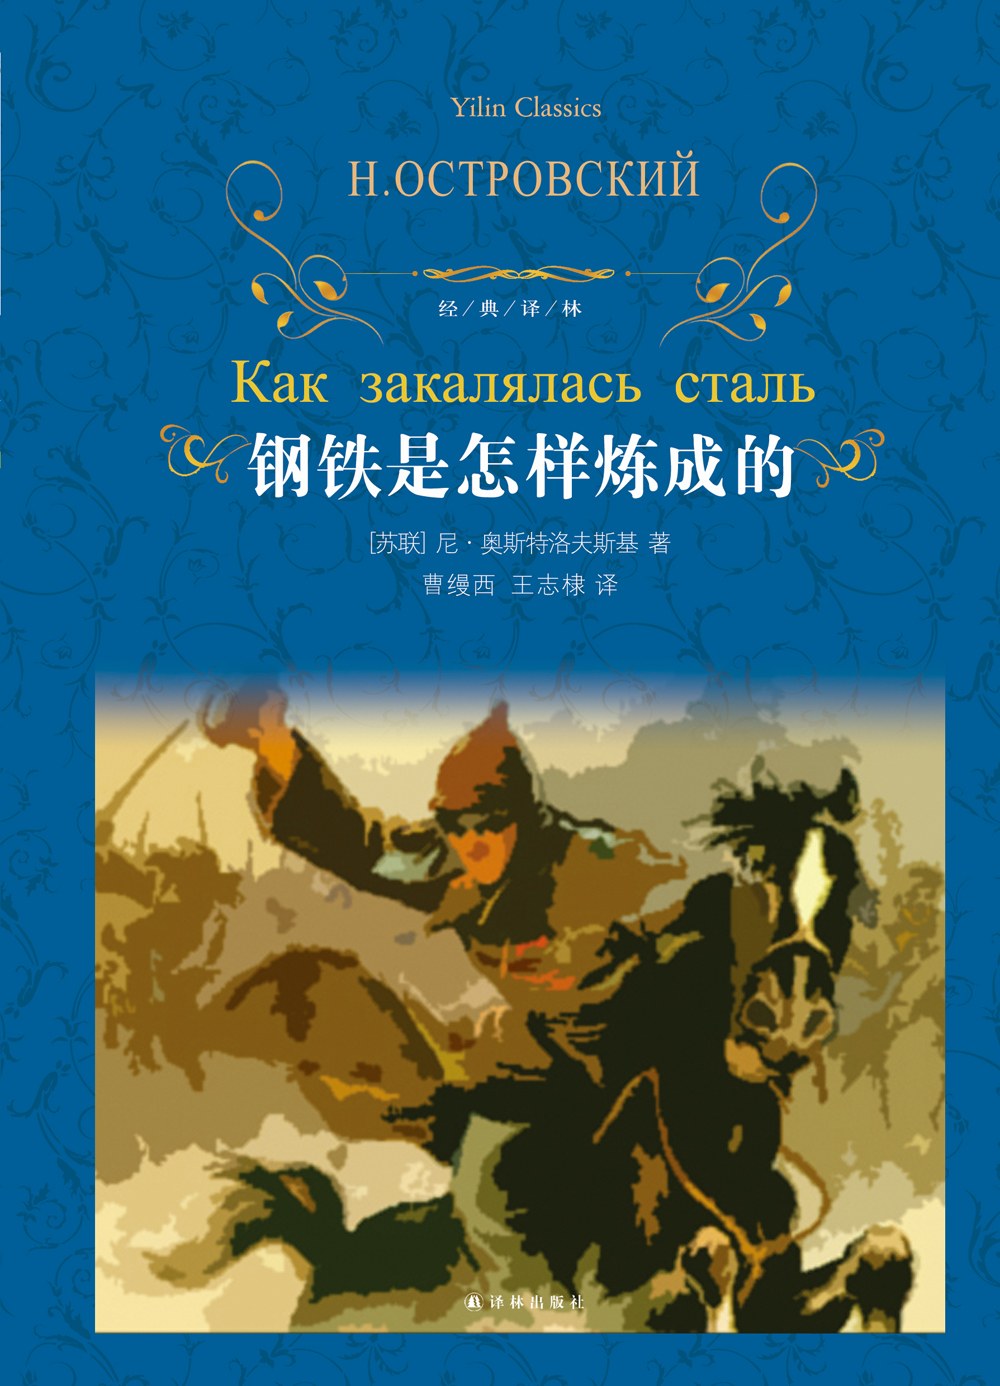 Yilin Classics
Н.ОСТРОВСКИЙ
经/典/译/林
Как закалялась сталь
钢铁是怎样炼成的
[苏联] 尼·奥斯特洛夫斯基 著
曹缦西 王志棣 译
译林出版社